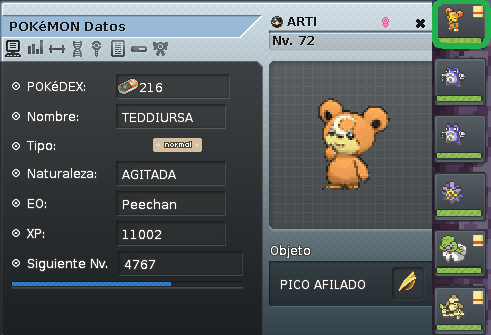 POKéMON Datos
POKéDEX: 216
Nombre: TEDDIURSA
Tipo: normal
Naturaleza: AGITADA
EO: Peechan
XP: 11002
Siguiente Nv. 4767
ARTI
Nv. 72
Objeto
PICO AFILADO